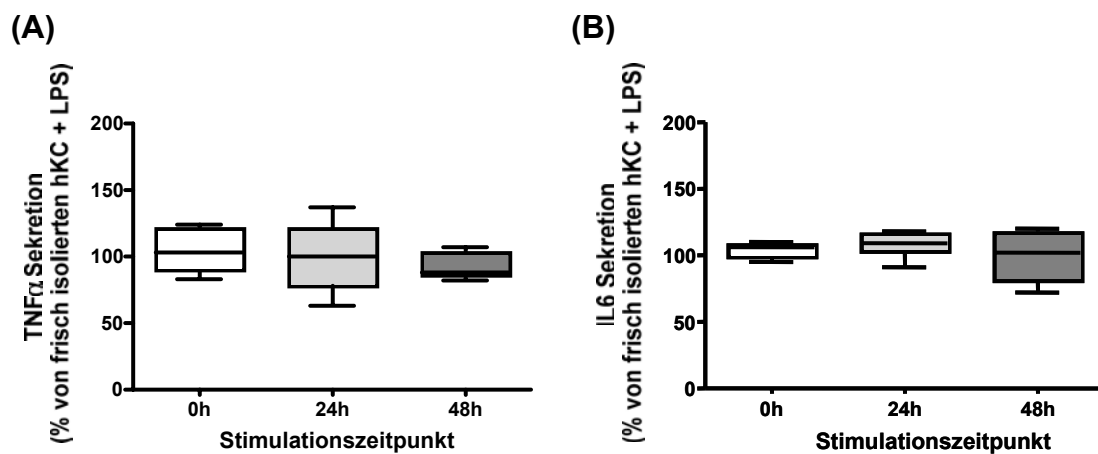 (A)
TNFα Sekretion
(% von frisch isolierten hKC + LPS)
200
150
100
50
0
0h 24h 48h
Stimulationszeitpunkt
(B)
IL6 Sekretion
(% von frisch isolierten hKC + LPS)
200
150
100
50
0
0h 24h 48h
Stimulationszeitpunkt